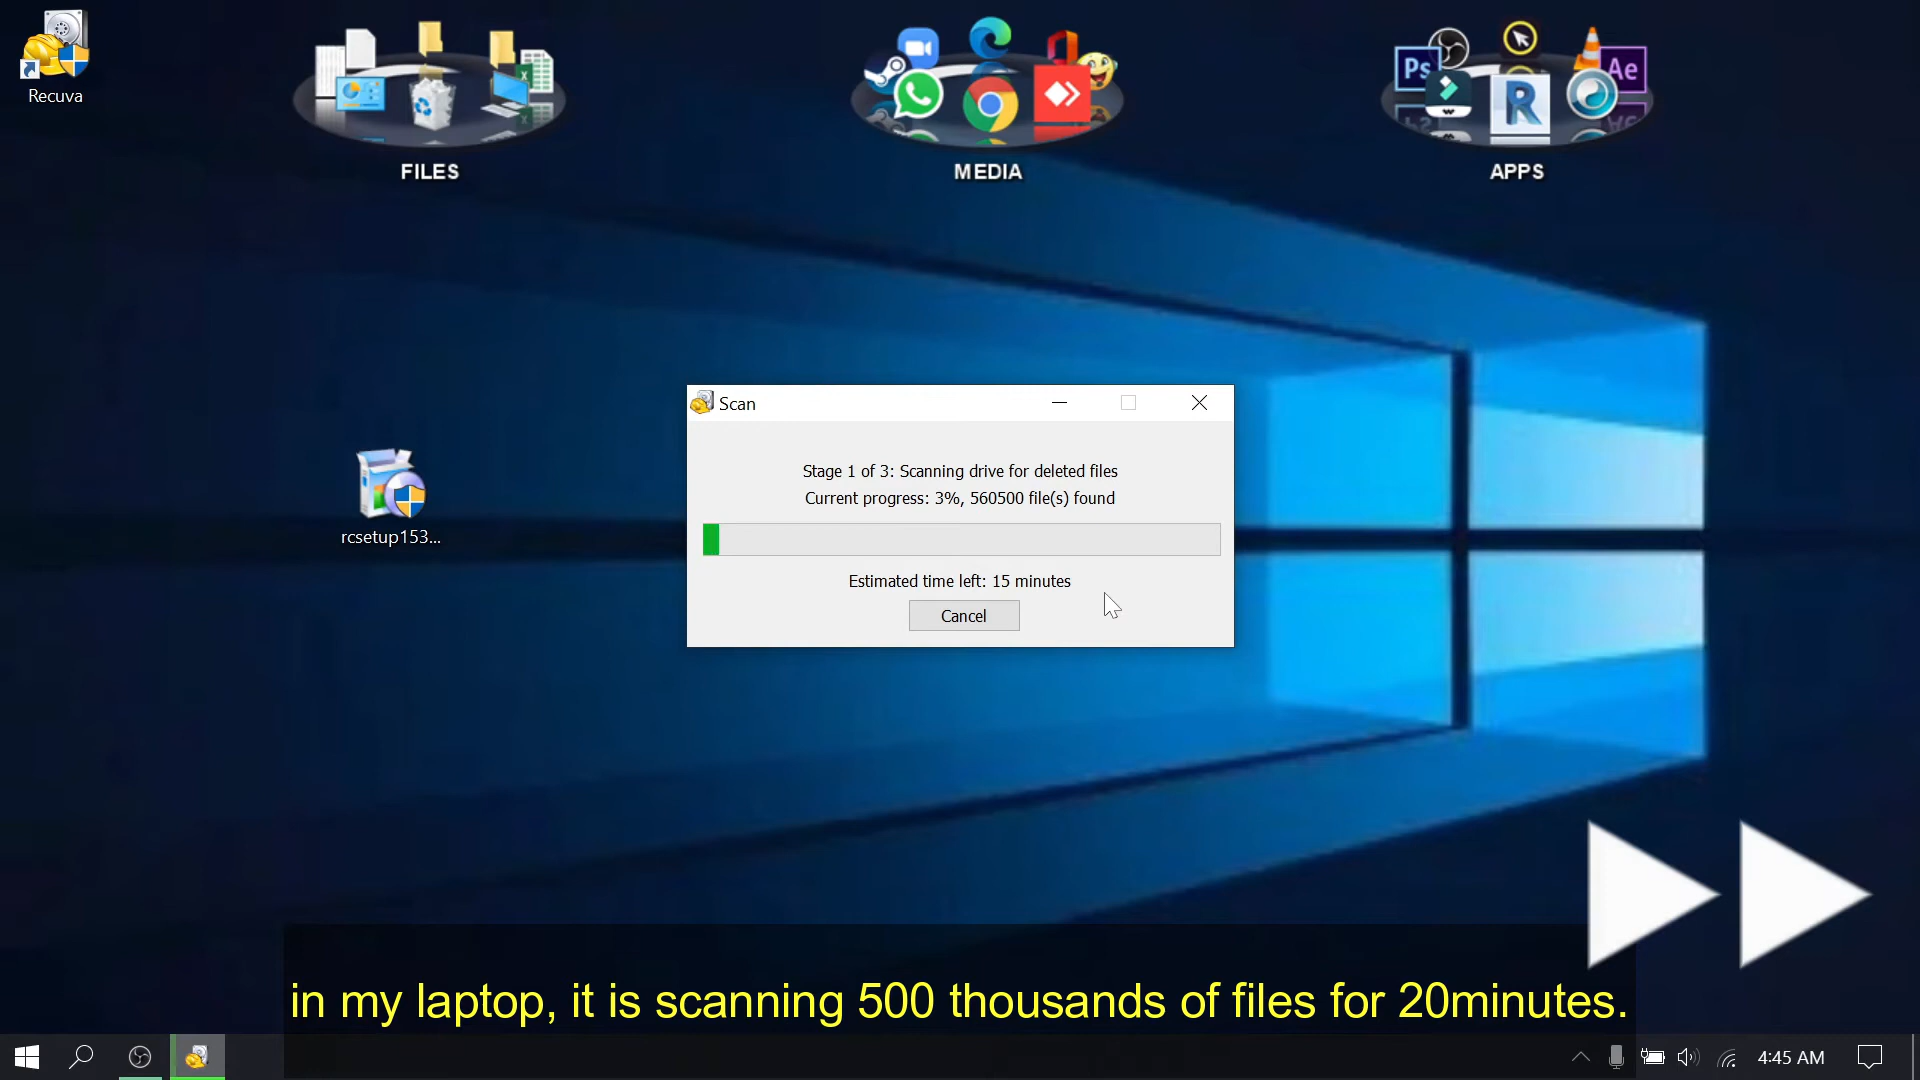 Recuva
FILES
MEDIA
Ps
Ae
R
APPS
rcsetup153...
Scan
Stage 1 of 3: Scanning drive for deleted files
Current progress: 3%, 560500 file(s) found
Estimated time left: 15 minutes
Cancel
in my laptop, it is scanning 500 thousands of files for 20minutes.
4:45 AM